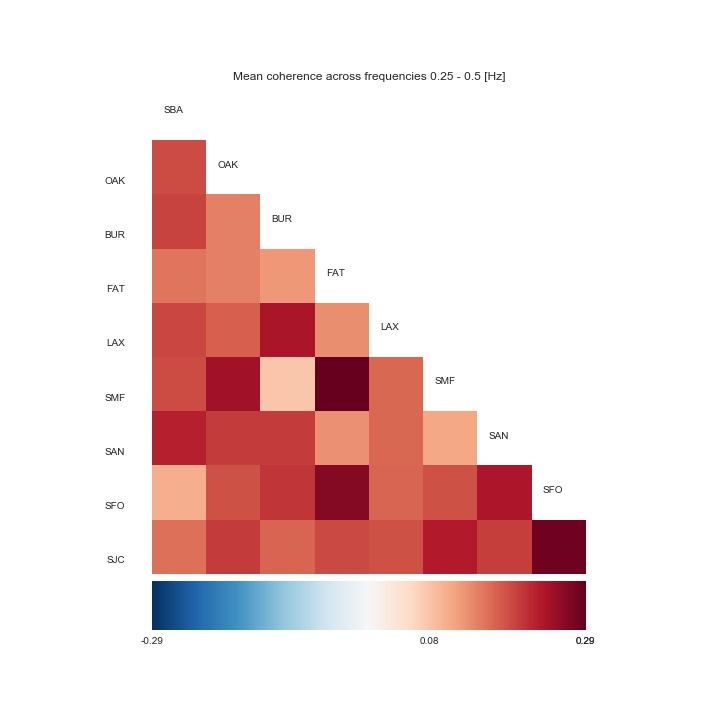 Mean coherence across frequencies 0.25 - 0.5 [Hz]
SBA
OAK
OAK
BUR
BUR
FAT
FAT
LAX
LAX
SMF
SMF
SAN
SAN
SFO
SFO
SJC
-0.29 0.08 0.29